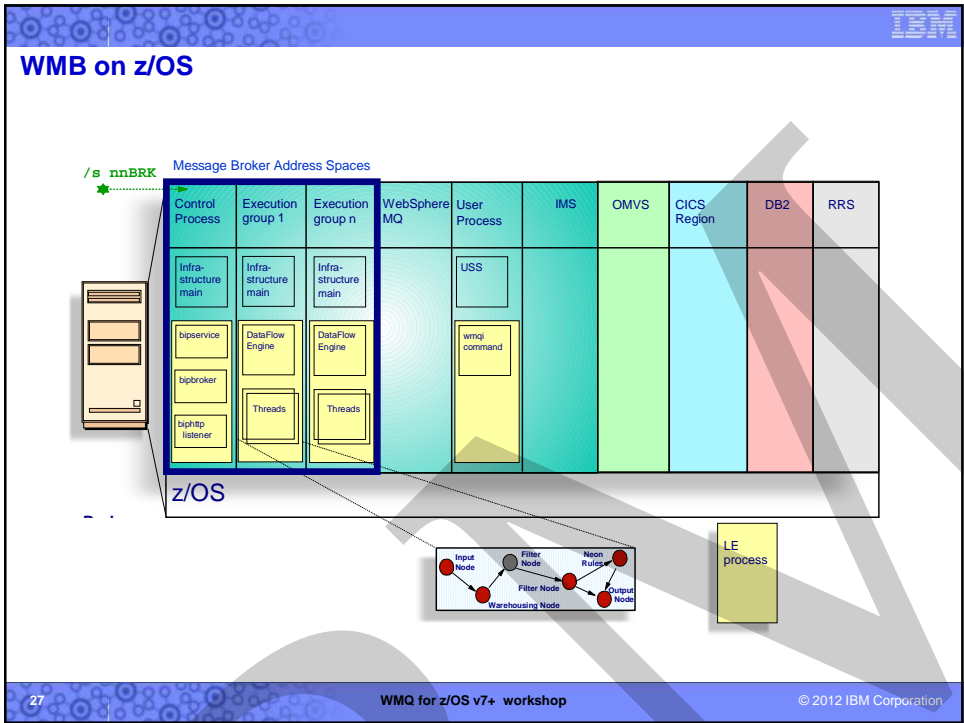 IBM
WMB on z/OS
/s nnBRK
Message Broker Address Spaces
Control
Process
Execution
group 1
Execution
group n
WebSphere
MQ
User
Process
IMS
OMVS
CICS
Region
DB2
RRS
Infra-
structure
main
Infra-
structure
main
Infra-
structure
main
USS
bipservice
bipbroker
biphttp
listener
DataFlow
Engine
Threads
DataFlow
Engine
Threads
wmqi
command
z/OS
Input
Node
Filter
Node
Neon
Rules
Filter Node
Output
Node
Warehousing Node
LE
process
27
WMQ for z/OS v7+ workshop
© 2012 IBM Corporation